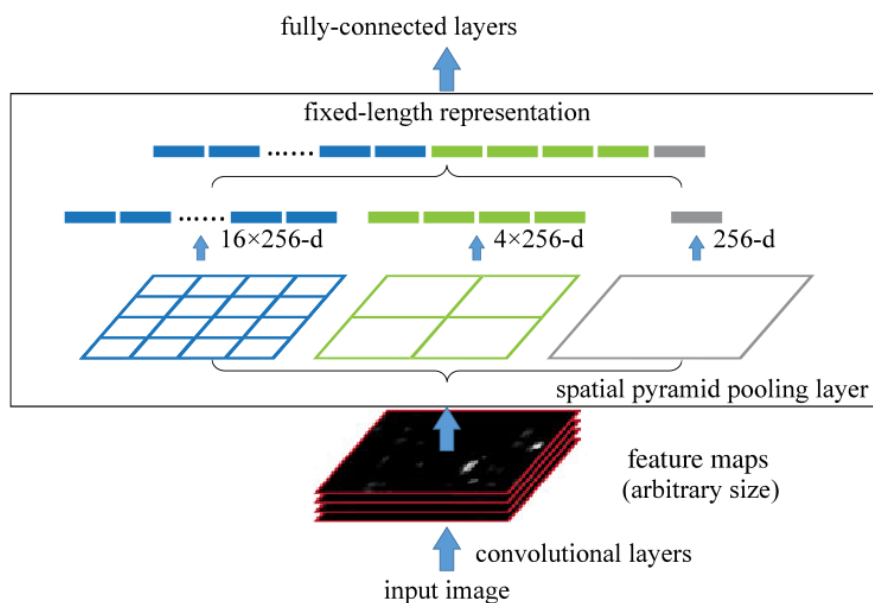 fully-connected layers
fixed-length representation
......
......
16×256-d
4×256-d
256-d
spatial pyramid pooling layer
feature maps
(arbitrary size)
convolutional layers
input image